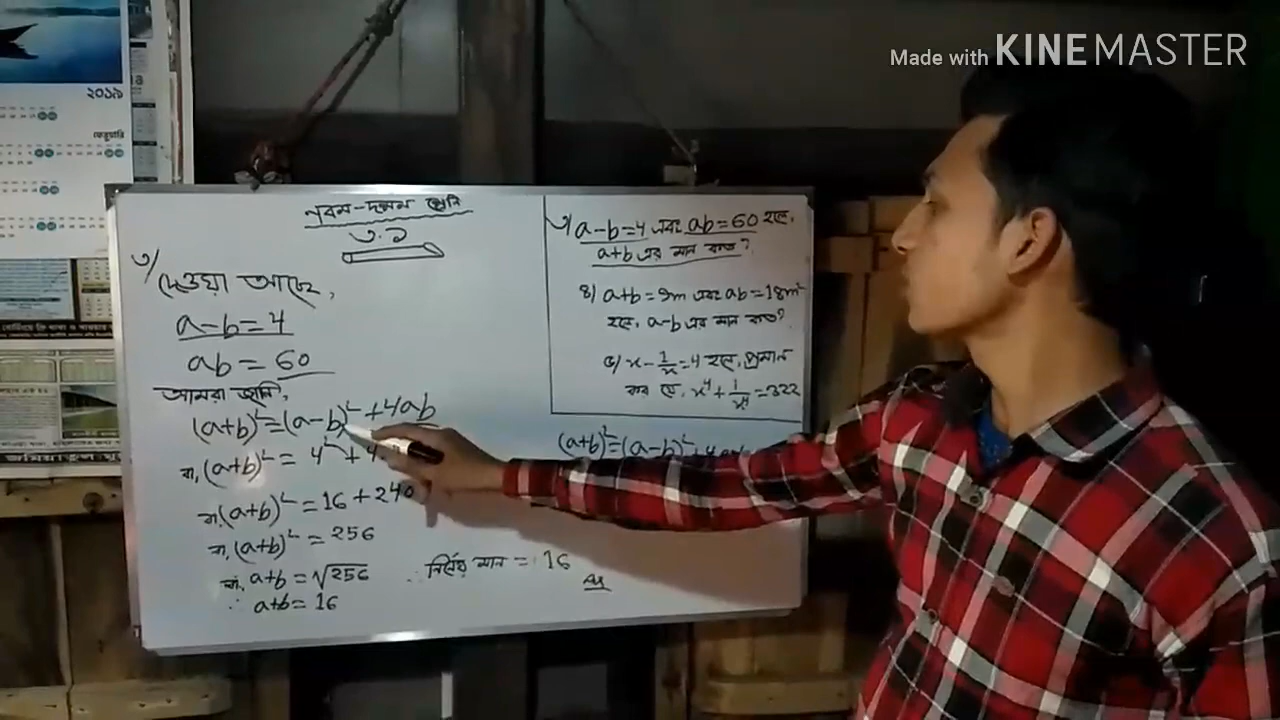 Made with KINEMASTER
২০১৯
ফেব্রুয়ারি
নবম-দশম শ্রেণি
৩.১
৩/ দেওয়া আছে,
a-b=4
ab = 60
আমরা জানি,
(a+b)²=(a-b)²+4ab
বা, (a+b)² = 4²+4
বা, (a+b)² = 16 + 240
বা, (a+b)² = 256
বা, a+b = √256
∴ a+b = 16
∴ নির্ণেয় মান = 16
Ans
৩/ a-b=4 এবং ab=60 হলে,
a+b এর মান কত?
৪/ a+b=9m এবং ab=18m²
হলে, a-b এর মান কত?
৫/ x-1/x=4 হলে, প্রমাণ
কর যে, x⁴+1/x⁴=322
(a+b)²=(a-b)²+4ab